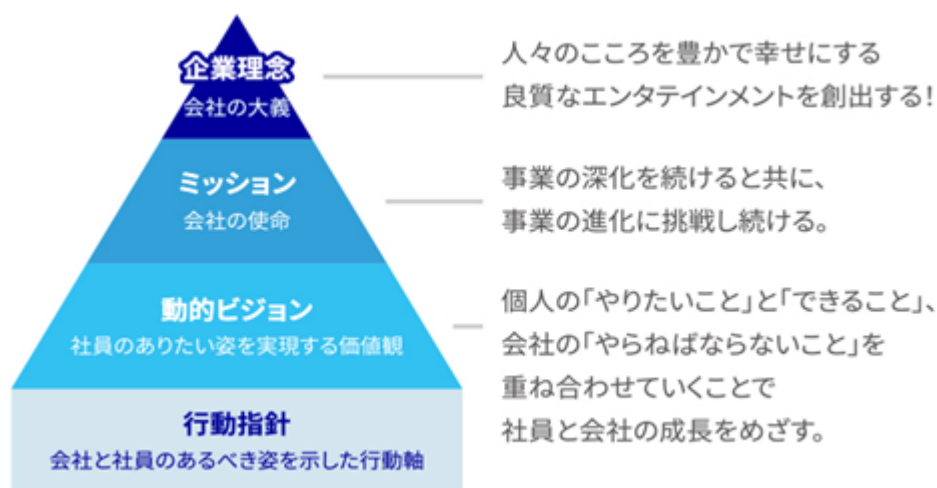 企業理念
会社の大義
人々のこころを豊かで幸せにする
良質なエンタテインメントを創出する!
ミッション
会社の使命
事業の深化を続けると共に、
事業の進化に挑戦し続ける。
動的ビジョン
社員のありたい姿を実現する価値観
個人の「やりたいこと」と「できること」、
会社の「やらねばならないこと」を
重ね合わせていくことで
社員と会社の成長をめざす。
行動指針
会社と社員のあるべき姿を示した行動軸